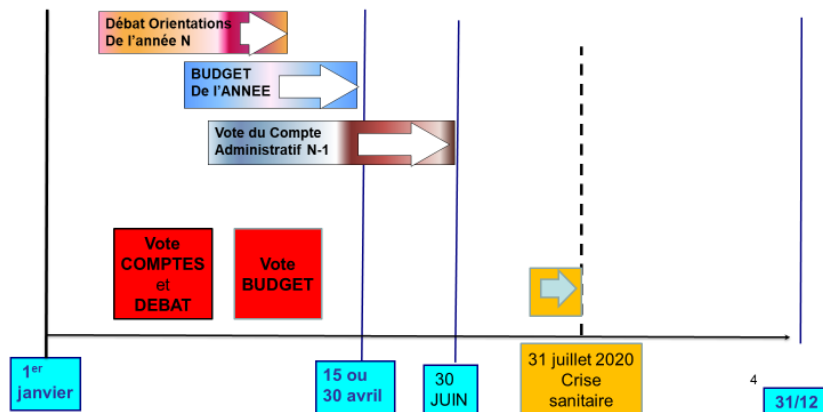 Débat Orientations
De l'année N
BUDGET
De l'ANNEE
Vote du Compte
Administratif N-1
Vote
COMPTES
et
DEBAT
Vote
BUDGET
1er
janvier
15 ou
30 avril
30
JUIN
31 juillet 2020
Crise
sanitaire
4
31/12